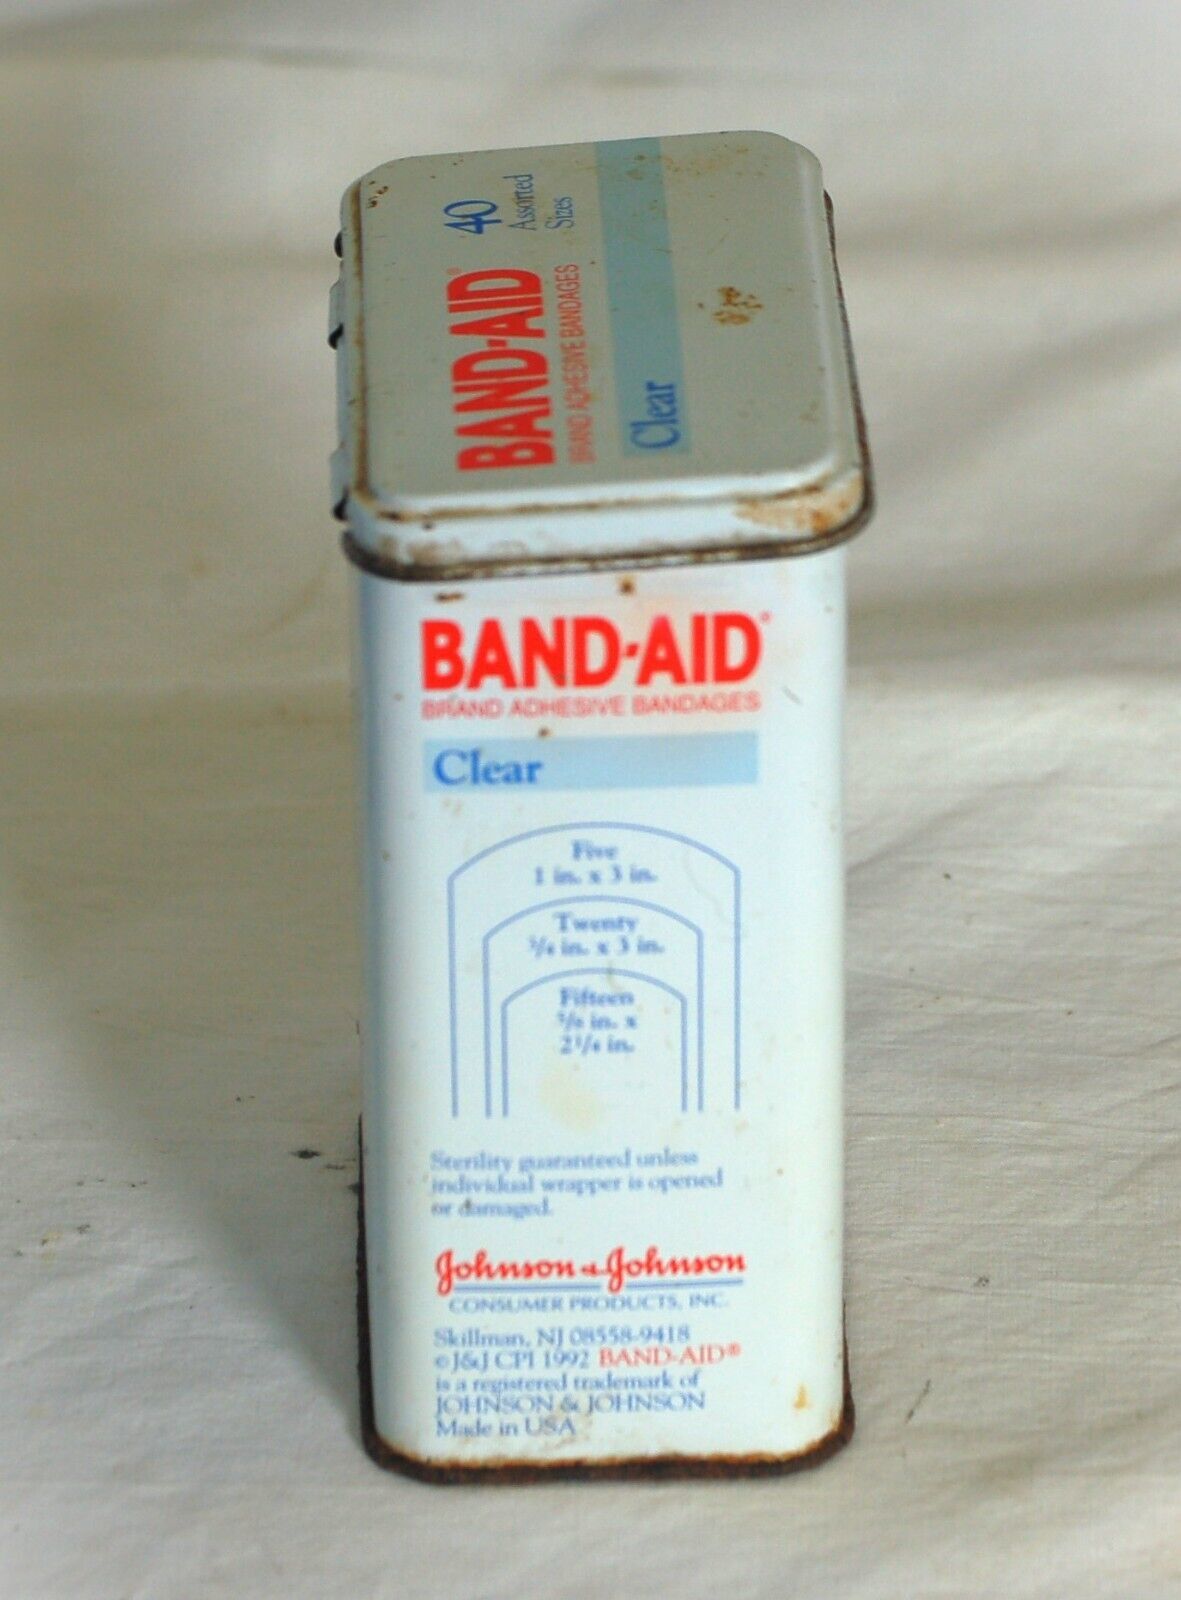 BAND-AID®
40
BRAND ADHESIVE BANDAGES
Assorted
Sizes
Clear
BAND-AID®
BRAND ADHESIVE BANDAGES
Clear
Five
1 in. x 3 in.
Twenty
3/4 in. x 3 in.
Fifteen
5/8 in. x
2 1/4 in.
Sterility guaranteed unless
individual wrapper is opened
or damaged.
Johnson & Johnson
CONSUMER PRODUCTS, INC.
Skillman, NJ 08558-9418
© J&J CPI 1992 BAND-AID®
is a registered trademark of
JOHNSON & JOHNSON
Made in USA